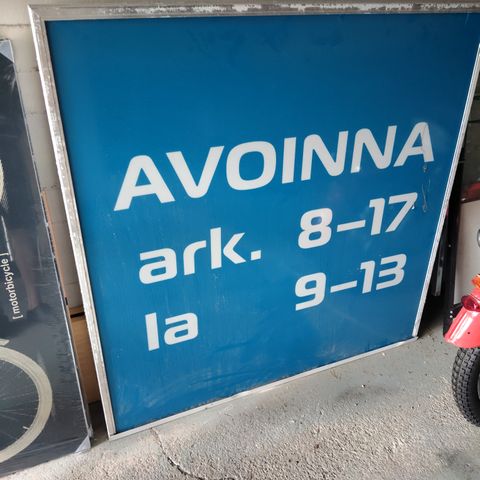 AVOINNA
ark. 8–17
la 9–13
[ motorbicycle ]